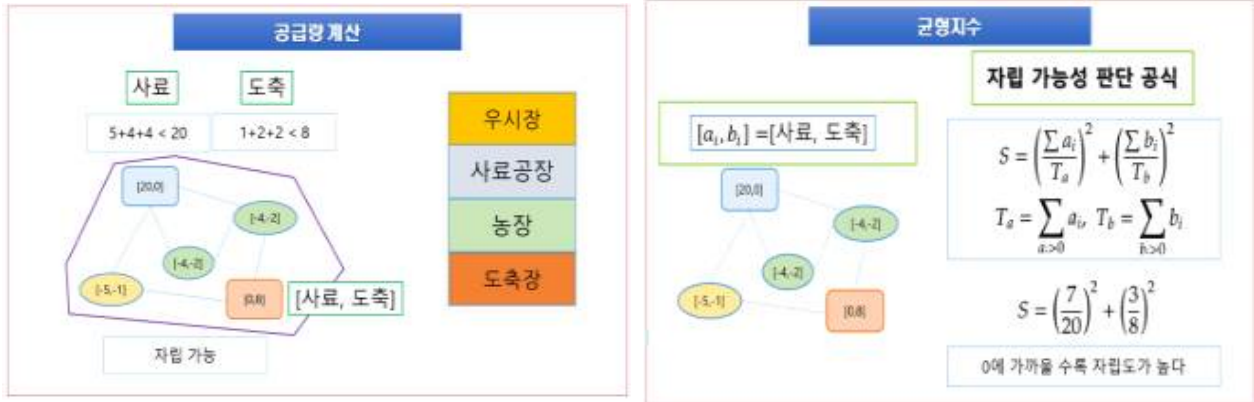 공급량 계산
사료
도축
5+4+4 < 20
1+2+2 < 8
[20,0]
[-4,-2]
[-4,-2]
[-5,-1]
[0,8]
[사료, 도축]
자립 가능
우시장
사료공장
농장
도축장
균형지수
자립 가능성 판단 공식
[a_i, b_i] =[사료, 도축]
[20,0]
[-4,-2]
[-4,-2]
[-5,-1]
[0,8]
S = (∑a_i / T_a)² + (∑b_i / T_b)²
T_a = ∑_{a_i>0} a_i, T_b = ∑_{b_i>0} b_i
S = (7/20)² + (3/8)²
0에 가까울 수록 자립도가 높다